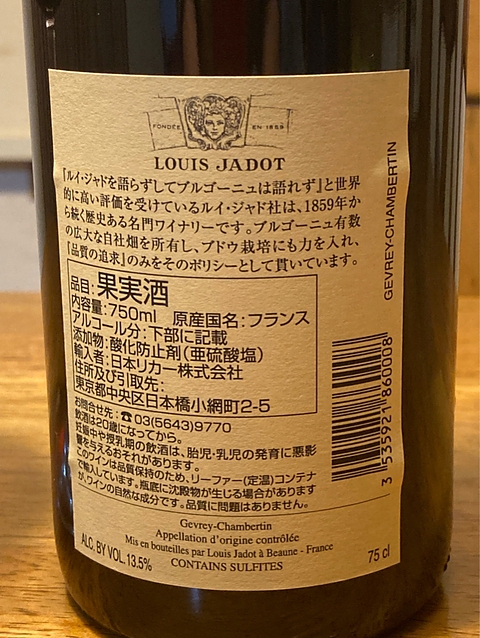 FONDÉE EN 1859
LOUIS JADOT
『ルイ・ジャドを語らずしてブルゴーニュは語れず』と世界
的に高い評価を受けているルイ・ジャド社は、1859年か
ら続く歴史ある名門ワイナリーです。ブルゴーニュ有数
の広大な自社畑を所有し、ブドウ栽培にも力を入れ、
『品質の追求』のみをそのポリシーとして貫いています。
品目:果実酒
内容量:750ml 原産国名:フランス
アルコール分:下部に記載
添加物:酸化防止剤(亜硫酸塩)
輸入者:日本リカー株式会社
住所及び引取先:
東京都中央区日本橋小網町2-5
お問合せ先:☎03(5643)9770
飲酒は20歳になってから。
妊娠中や授乳期の飲酒は、胎児・乳児の発育に悪影
響を与えるおそれがあります。
このワインは品質保持のため、リーファー(定温)コンテナ
で輸入しています。瓶底に沈殿物が生じる場合があります
が、ワインの自然な成分です。品質に問題はありません。
GEVREY-CHAMBERTIN
3 535921 860008
Gevrey-Chambertin
Appellation d'origine contrôlée
Mis en bouteilles par Louis Jadot à Beaune - France
CONTAINS SULFITES
ALC. BY VOL. 13.5%
75 cl